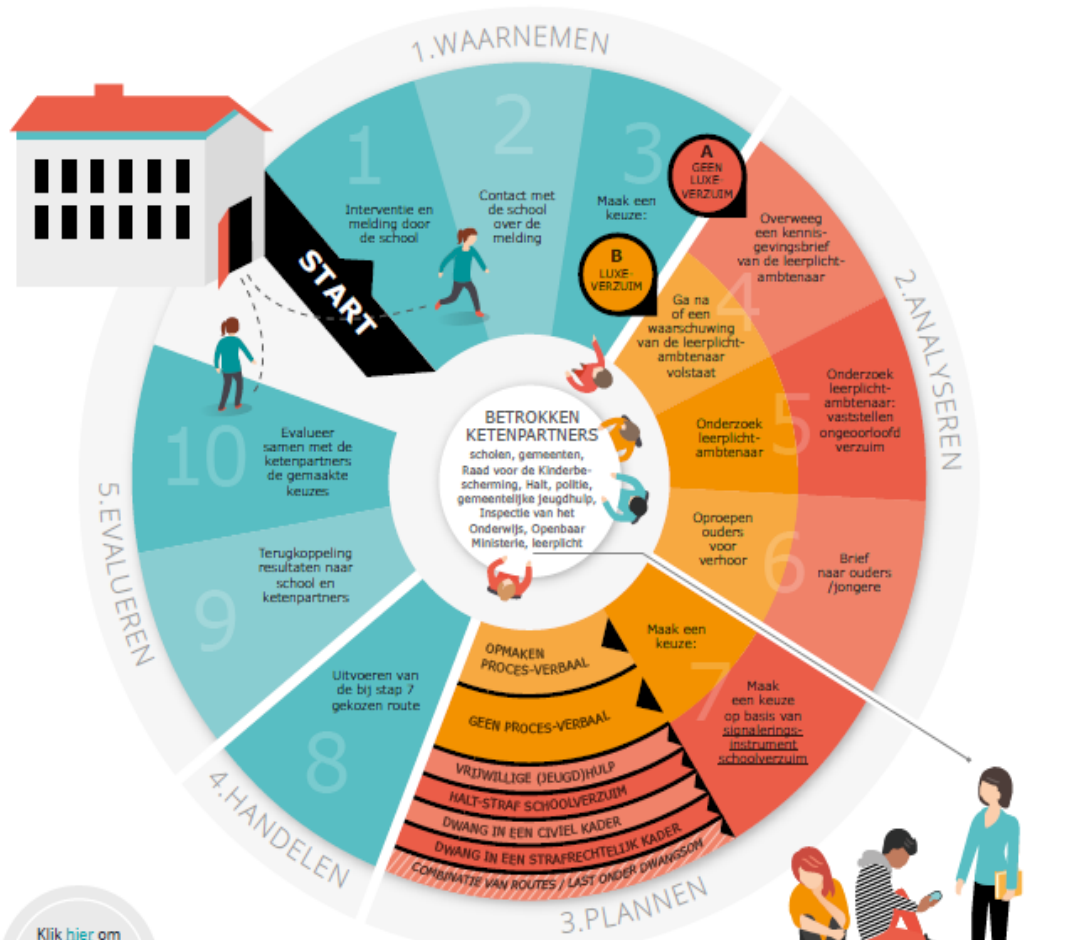 1.WAARNEMEN
START
1
Interventie en
melding door
de school
2
Contact met
de school
over de
melding
3
Maak een
keuze:
A
GEEN
LUXE-
VERZUIM
B
LUXE-
VERZUIM
2.ANALYSEREN
4
Overweeg
een kennis-
gevingsbrief
van de leerplicht-
ambtenaar
Ga na
of een
waarschuwing
van de leerplicht-
ambtenaar
volstaat
5
Onderzoek
leerplicht-
ambtenaar:
vaststellen
ongeoorloofd
verzuim
Onderzoek
leerplicht-
ambtenaar
6
Oproepen
ouders
voor
verhoor
Brief
naar ouders
/jongere
3.PLANNEN
7
Maak een
keuze:
Maak
een keuze
op basis van
signalerings-
instrument
schoolverzuim
OPMAKEN
PROCES-VERBAAL
GEEN PROCES-VERBAAL
VRIJWILLIGE (JEUGD)HULP
HALT-STRAF SCHOOLVERZUIM
DWANG IN EEN CIVIEL KADER
DWANG IN EEN STRAFRECHTELIJK KADER
COMBINATIE VAN ROUTES / LAST ONDER DWANGSOM
4.HANDELEN
8
Uitvoeren van
de bij stap 7
gekozen route
5.EVALUEREN
9
Terugkoppeling
resultaten naar
school en
ketenpartners
10
Evalueer
samen met de
ketenpartners
de gemaakte
keuzes
BETROKKEN
KETENPARTNERS
scholen, gemeenten,
Raad voor de Kinderbe-
scherming, Halt, politie,
gemeentelijke jeugdhulp,
Inspectie van het
Onderwijs, Openbaar
Ministerie, leerplicht
Klik hier om